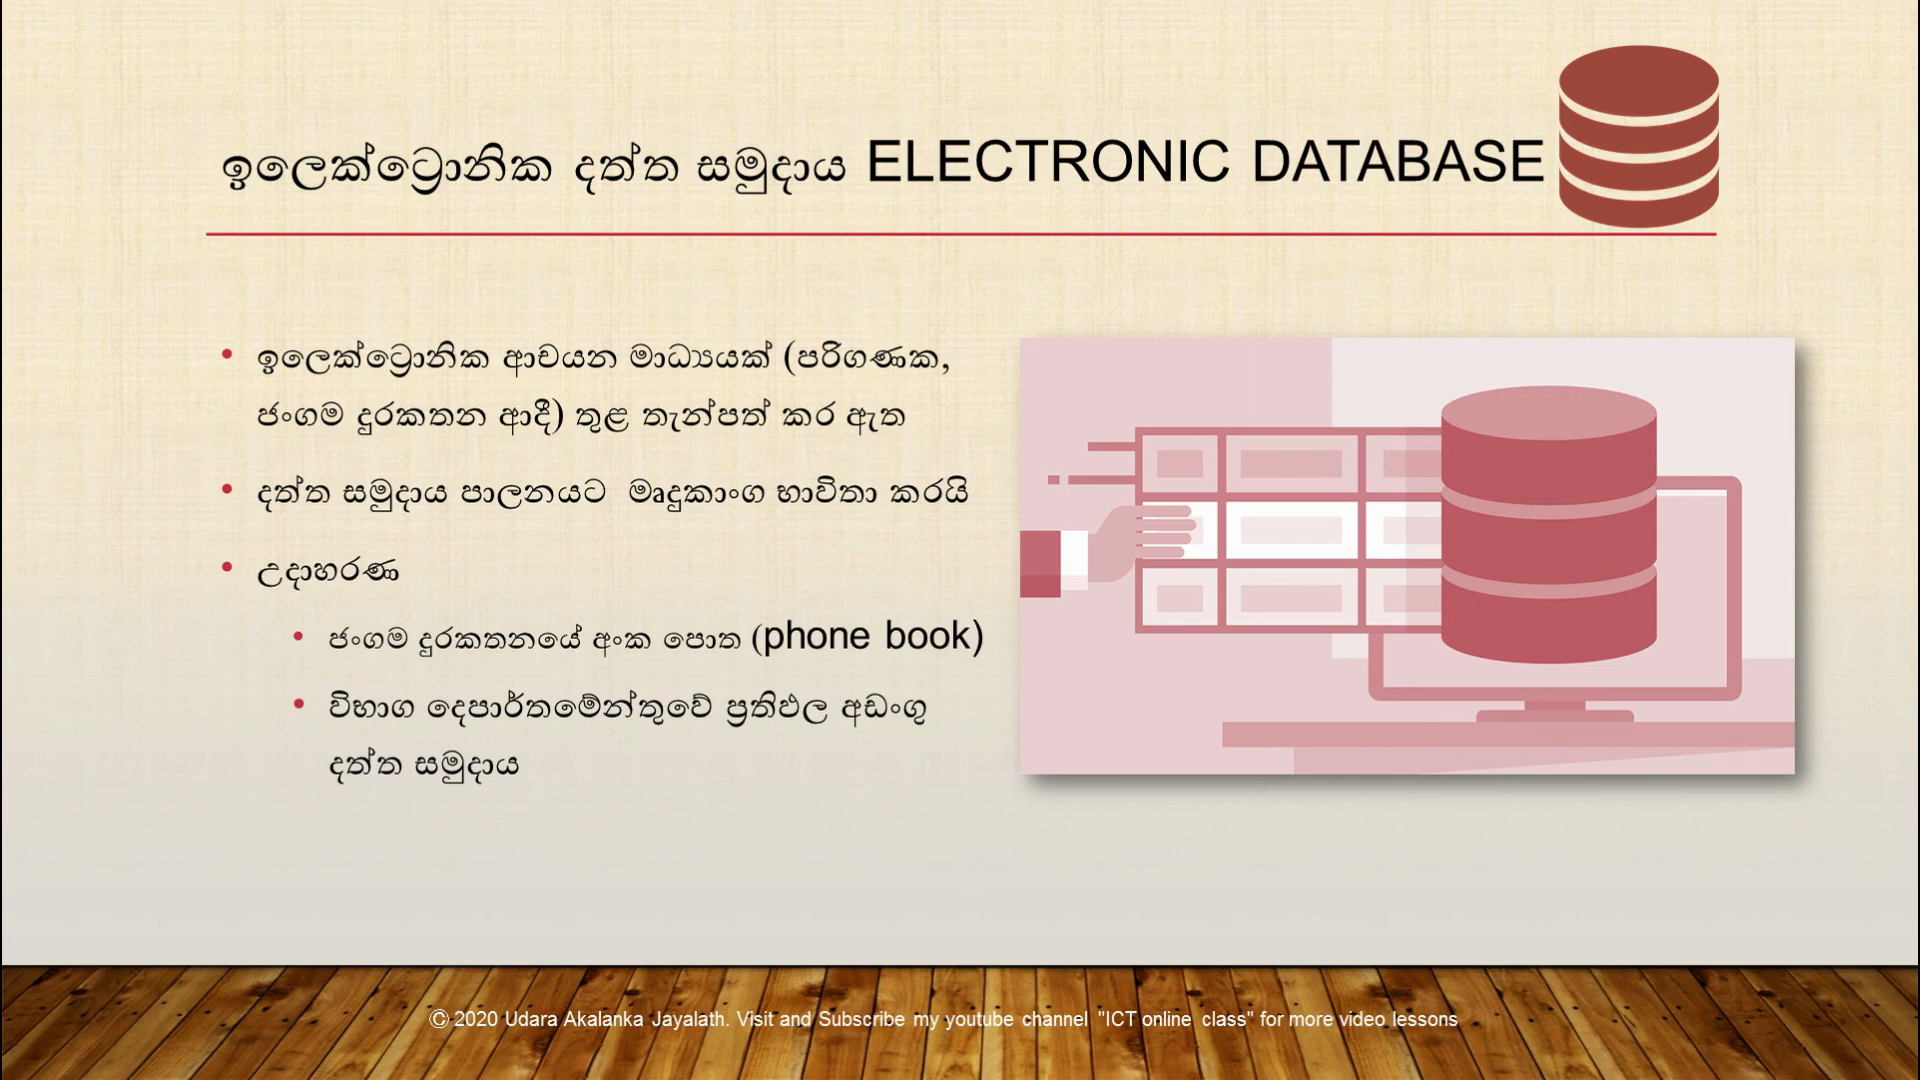 ඉලෙක්ට්‍රොනික දත්ත සමුදාය ELECTRONIC DATABASE
• ඉලෙක්ට්‍රොනික ආචයන මාධ්‍යයක් (පරිගණක,
ජංගම දුරකතන ආදී) තුළ තැන්පත් කර ඇත
• දත්ත සමුදාය පාලනයට මෘදුකාංග භාවිතා කරයි
• උදාහරණ
• ජංගම දුරකතනයේ අංක පොත (phone book)
• විභාග දෙපාර්තමේන්තුවේ ප්‍රතිඵල අඩංගු
දත්ත සමුදාය
© 2020 Udara Akalanka Jayalath. Visit and Subscribe my youtube channel "ICT online class" for more video lessons